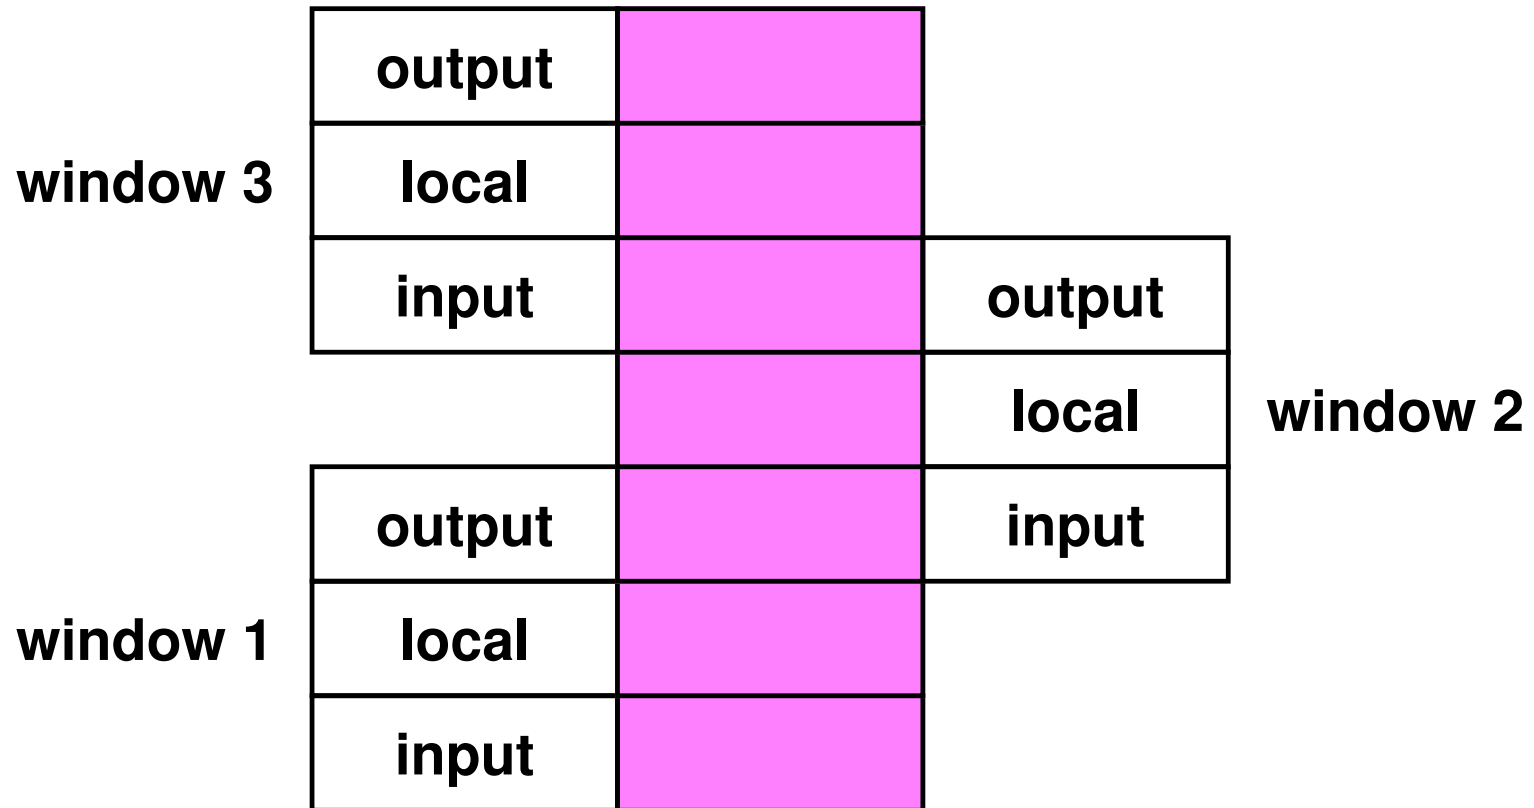 output
window 3 local
input output
local window 2
output input
window 1 local
input